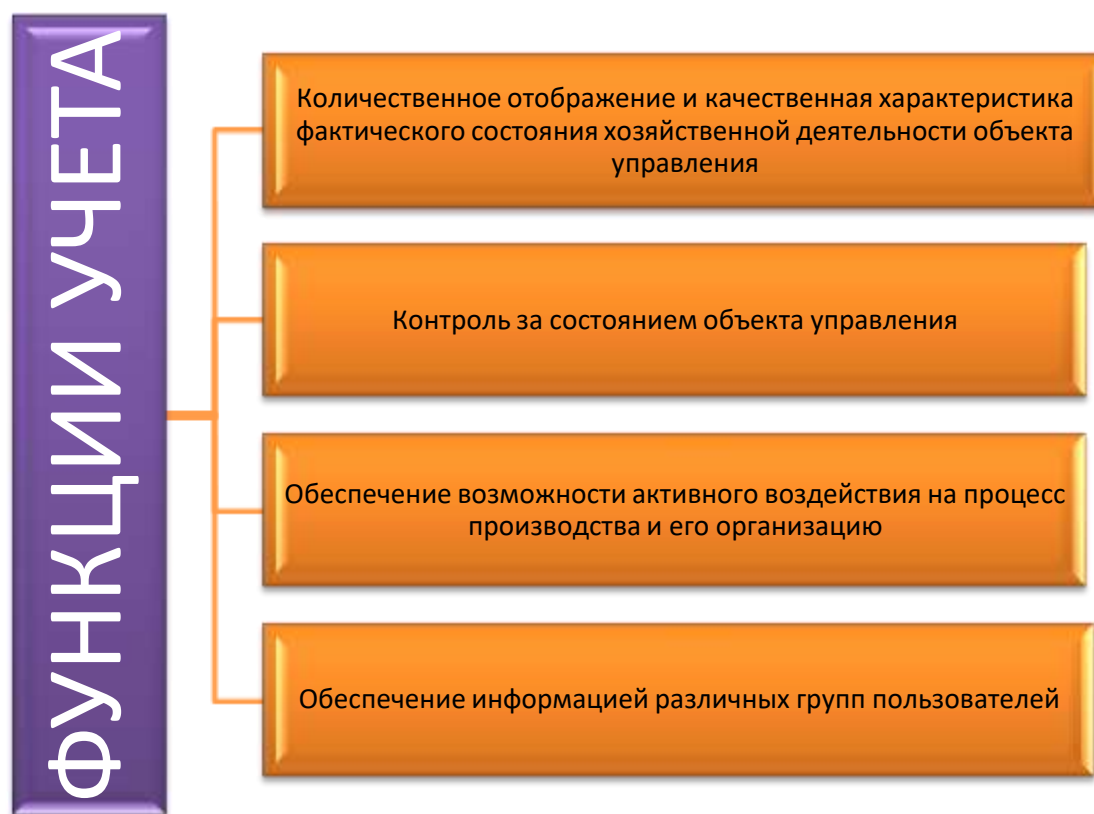 ФУНКЦИИ УЧЕТА
Количественное отображение и качественная характеристика
фактического состояния хозяйственной деятельности объекта
управления
Контроль за состоянием объекта управления
Обеспечение возможности активного воздействия на процесс
производства и его организацию
Обеспечение информацией различных групп пользователей